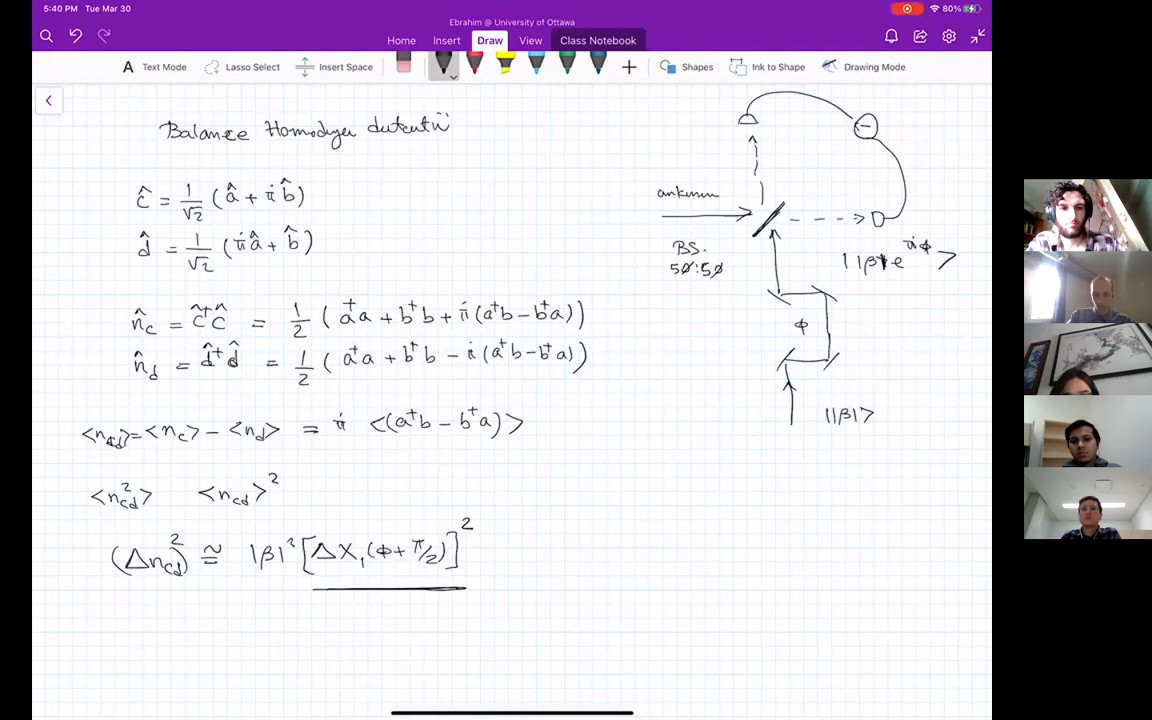 5:40 PM Tue Mar 30
80%
Ebrahim @ University of Ottawa
Home Insert Draw View Class Notebook
Text Mode Lasso Select Insert Space Shapes Ink to Shape Drawing Mode
Balance Homodyn
ĉ = 1/√2 (â + i b̂)
d̂ = 1/√2 (i â + b̂)
n̂_c = ĉ†ĉ = 1/2 (a†a + b†b + i(a†b − b†a))
n̂_d = d̂†d̂ = 1/2 (a†a + b†b − i(a†b − b†a))
<n_cd> = <n_c> − <n_d> = i <(a†b − b†a)>
<n_cd²> <n_cd>²
(Δn_cd)² ≅ |β|² [ΔX₁(Φ + π/2)]²
−
BS.
50:50
||β|e^{iΦ}>
Φ
||β|>